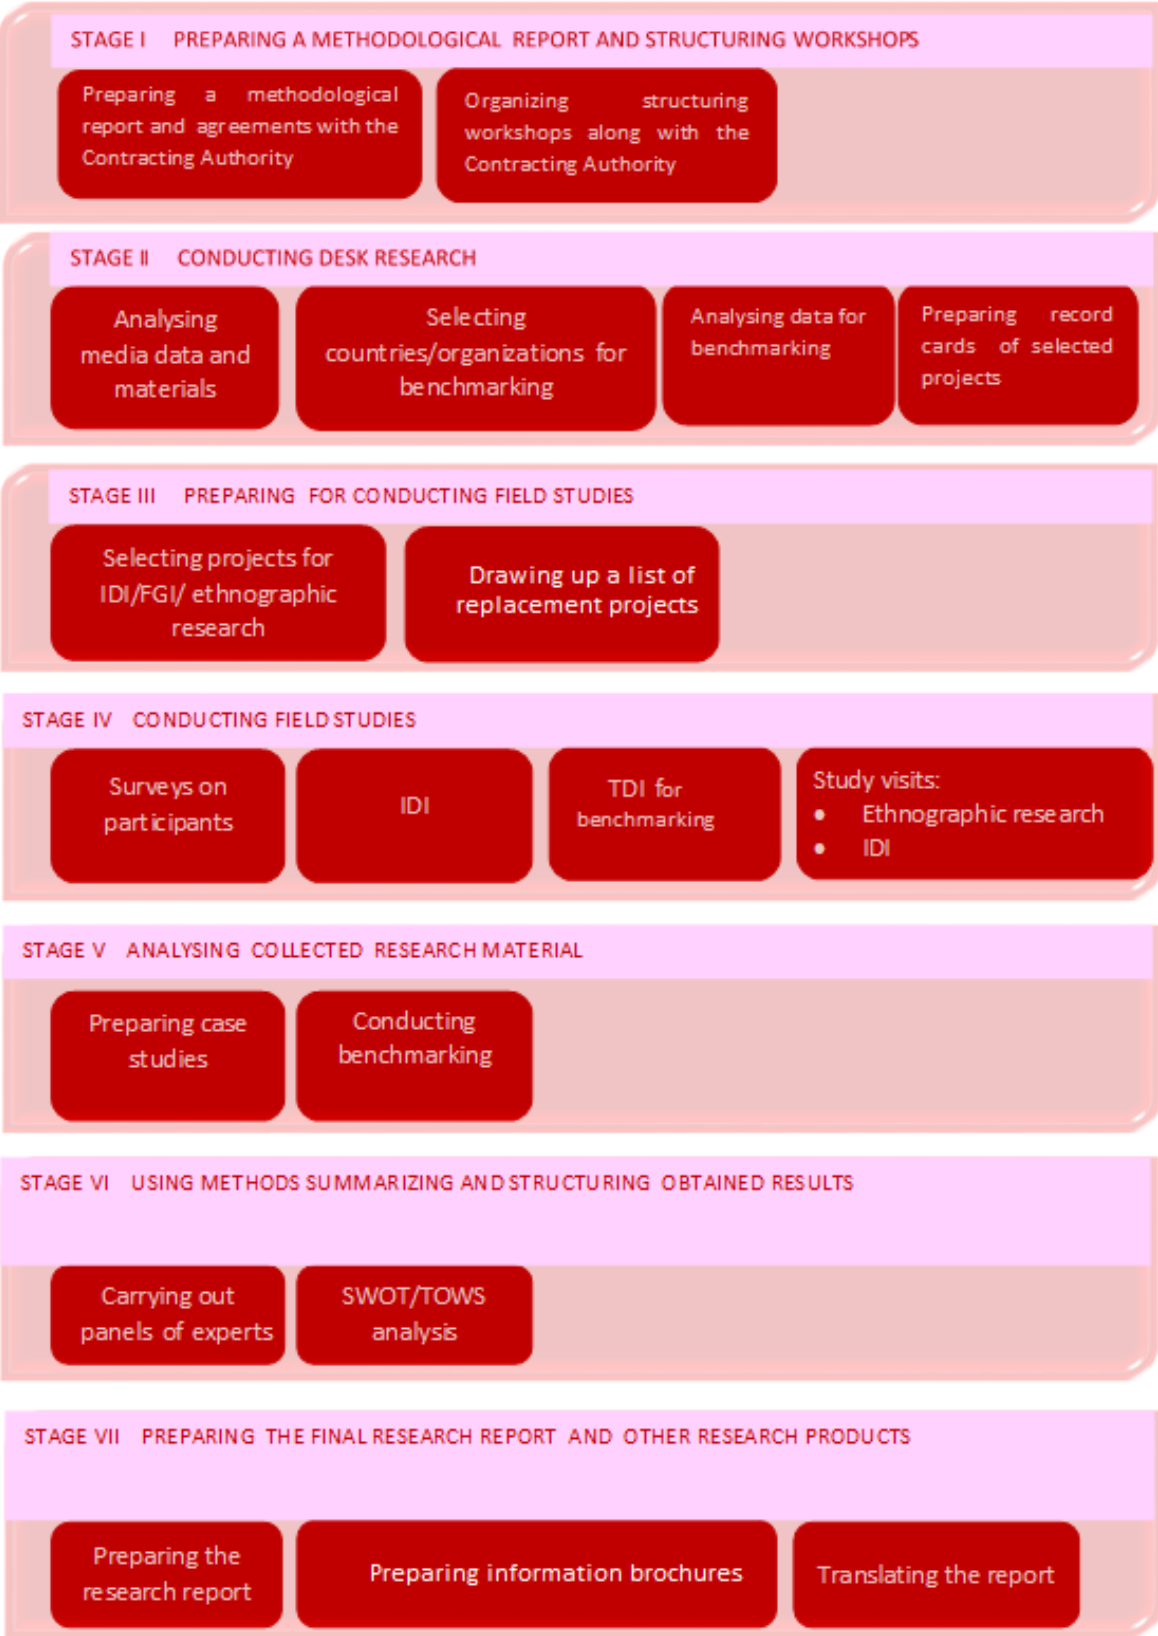 STAGE I PREPARING A METHODOLOGICAL REPORT AND STRUCTURING WORKSHOPS
Preparing a methodological
report and agreements with the
Contracting Authority
Organizing structuring
workshops along with the
Contracting Authority
STAGE II CONDUCTING DESK RESEARCH
Analysing
media data and
materials
Selecting
countries/organizations for
benchmarking
Analysing data for
benchmarking
Preparing record
cards of selected
projects
STAGE III PREPARING FOR CONDUCTING FIELD STUDIES
Selecting projects for
IDI/FGI/ ethnographic
research
Drawing up a list of
replacement projects
STAGE IV CONDUCTING FIELD STUDIES
Surveys on
participants
IDI
TDI for
benchmarking
Study visits:
● Ethnographic research
● IDI
STAGE V ANALYSING COLLECTED RESEARCH MATERIAL
Preparing case
studies
Conducting
benchmarking
STAGE VI USING METHODS SUMMARIZING AND STRUCTURING OBTAINED RESULTS
Carrying out
panels of experts
SWOT/TOWS
analysis
STAGE VII PREPARING THE FINAL RESEARCH REPORT AND OTHER RESEARCH PRODUCTS
Preparing the
research report
Preparing information brochures
Translating the report